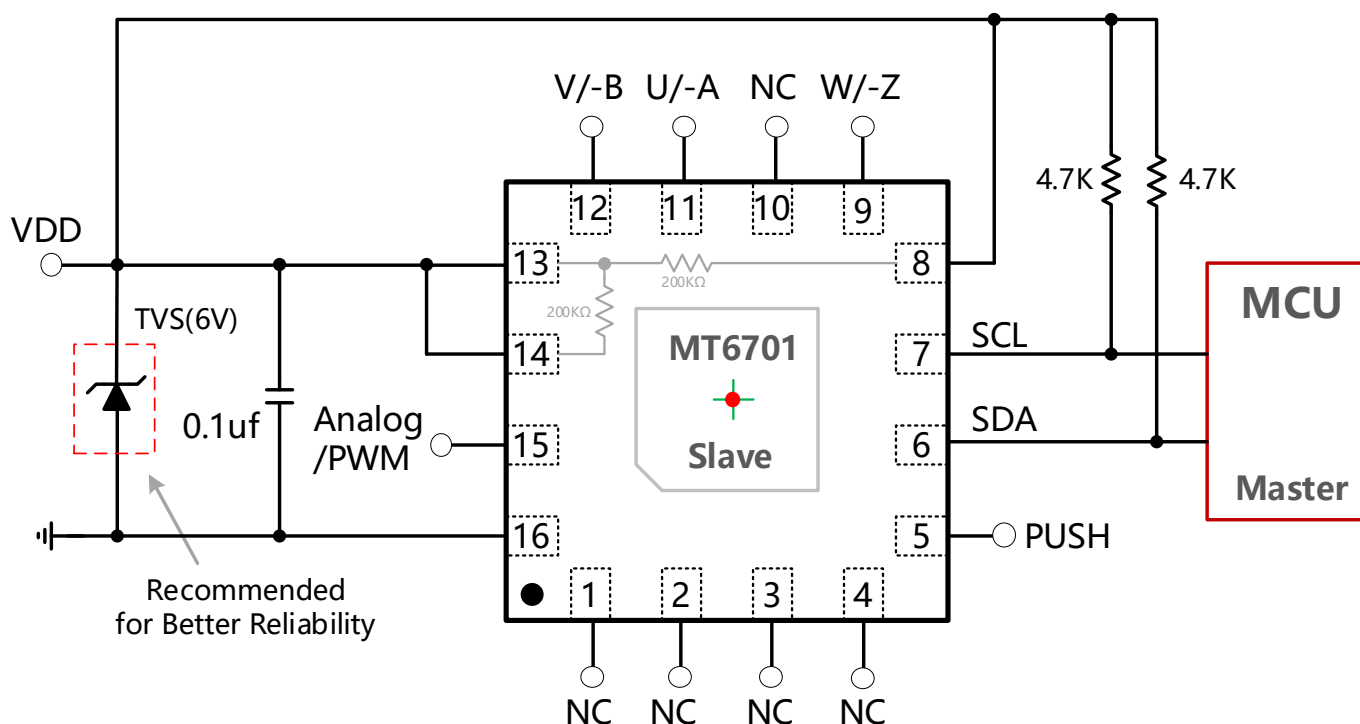 V/-B U/-A NC W/-Z
12 11 10 9
4.7K 4.7K
VDD
13
8
200KΩ
200KΩ
TVS(6V)
14
MT6701
Slave
7
SCL
MCU
Master
0.1uf
Analog
/PWM
15
6
SDA
16
5
PUSH
Recommended
for Better Reliability
1 2 3 4
NC NC NC NC